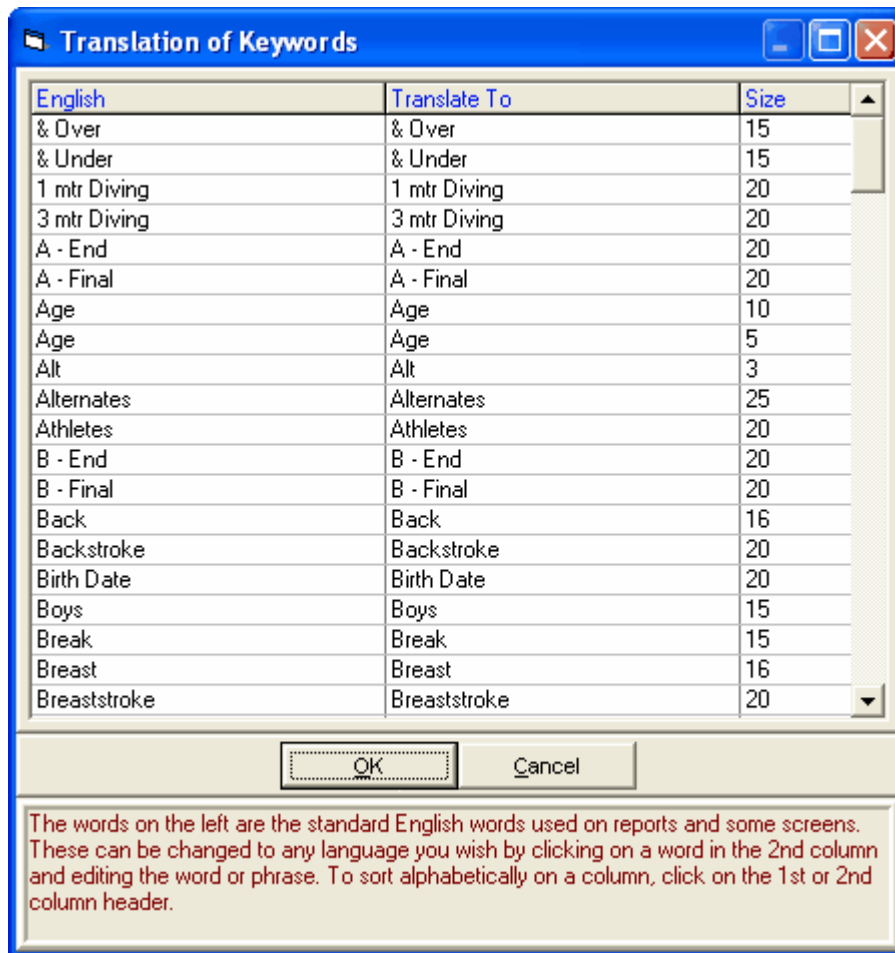 Translation of Keywords
English Translate To Size
& Over & Over 15
& Under & Under 15
1 mtr Diving 1 mtr Diving 20
3 mtr Diving 3 mtr Diving 20
A - End A - End 20
A - Final A - Final 20
Age Age 10
Age Age 5
Alt Alt 3
Alternates Alternates 25
Athletes Athletes 20
B - End B - End 20
B - Final B - Final 20
Back Back 16
Backstroke Backstroke 20
Birth Date Birth Date 20
Boys Boys 15
Break Break 15
Breast Breast 16
Breaststroke Breaststroke 20
OK Cancel
The words on the left are the standard English words used on reports and some screens.
These can be changed to any language you wish by clicking on a word in the 2nd column
and editing the word or phrase. To sort alphabetically on a column, click on the 1st or 2nd
column header.